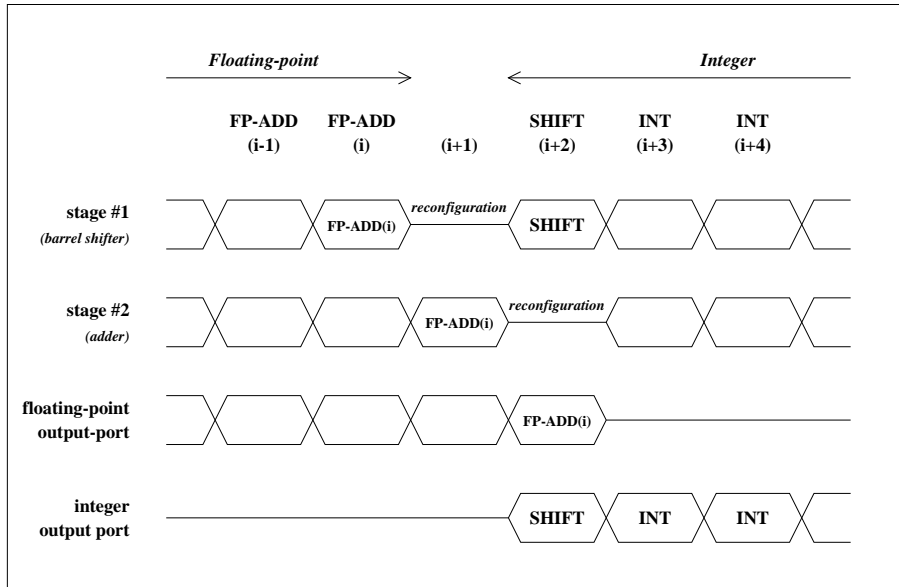 Floating-point
Integer
FP-ADD
(i-1)
FP-ADD
(i)
(i+1)
SHIFT
(i+2)
INT
(i+3)
INT
(i+4)
stage #1
(barrel shifter)
FP-ADD(i)
reconfiguration
SHIFT
stage #2
(adder)
FP-ADD(i)
reconfiguration
floating-point
output-port
FP-ADD(i)
integer
output port
SHIFT
INT
INT